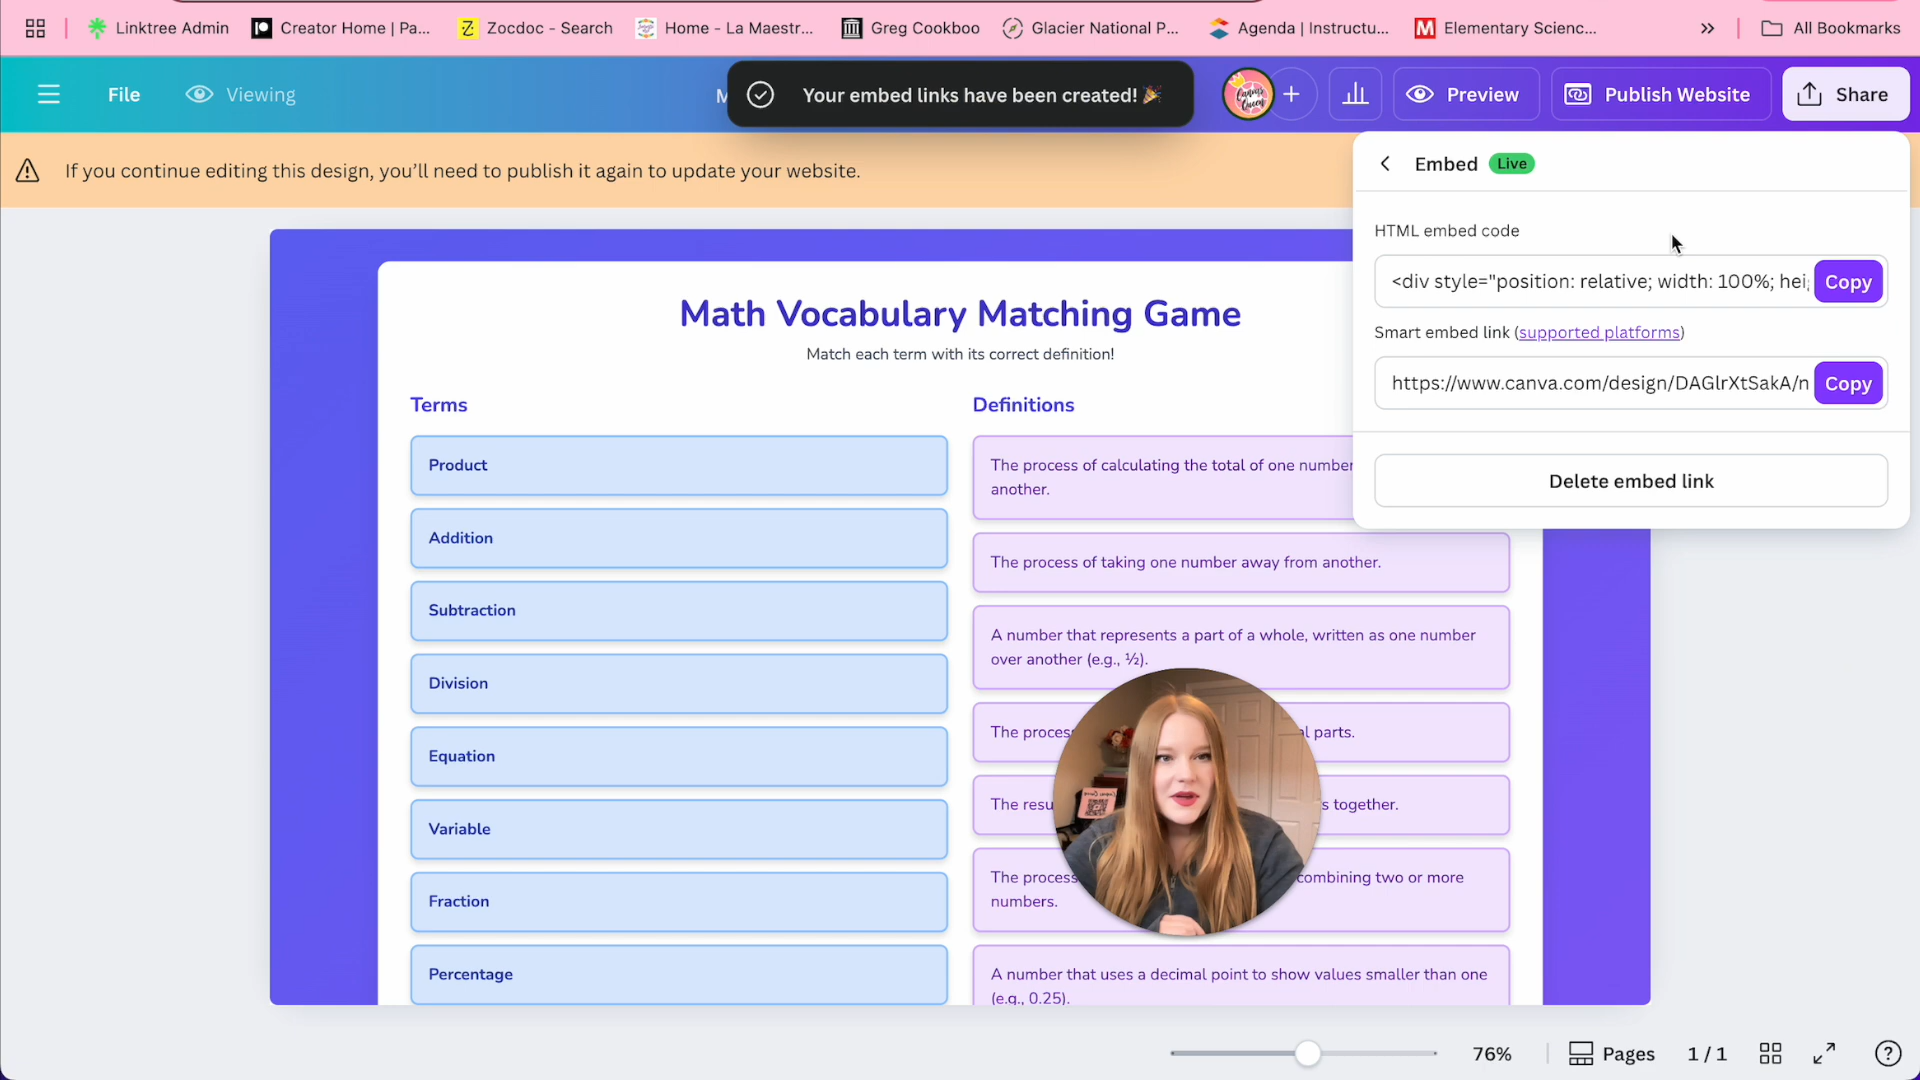 Linktree Admin
Creator Home | Pa...
Zocdoc - Search
Home - La Maestr...
Greg Cookboo
Glacier National P...
Agenda | Instructu...
Elementary Scienc...
All Bookmarks
File
Viewing
M
Your embed links have been created! 🎉
Canva Queen
Preview
Publish Website
Share
If you continue editing this design, you'll need to publish it again to update your website.
Embed
Live
HTML embed code
<div style="position: relative; width: 100%; hei
Copy
Smart embed link (supported platforms)
https://www.canva.com/design/DAGlrXtSakA/n
Copy
Delete embed link
Math Vocabulary Matching Game
Match each term with its correct definition!
Terms
Product
Addition
Subtraction
Division
Equation
Variable
Fraction
Percentage
Definitions
The process of calculating the total of one number
another.
The process of taking one number away from another.
A number that represents a part of a whole, written as one number
over another (e.g., ½).
The proces l parts.
The resu s together.
The process combining two or more
numbers.
A number that uses a decimal point to show values smaller than one
(e.g., 0.25).
76%
Pages
1 / 1